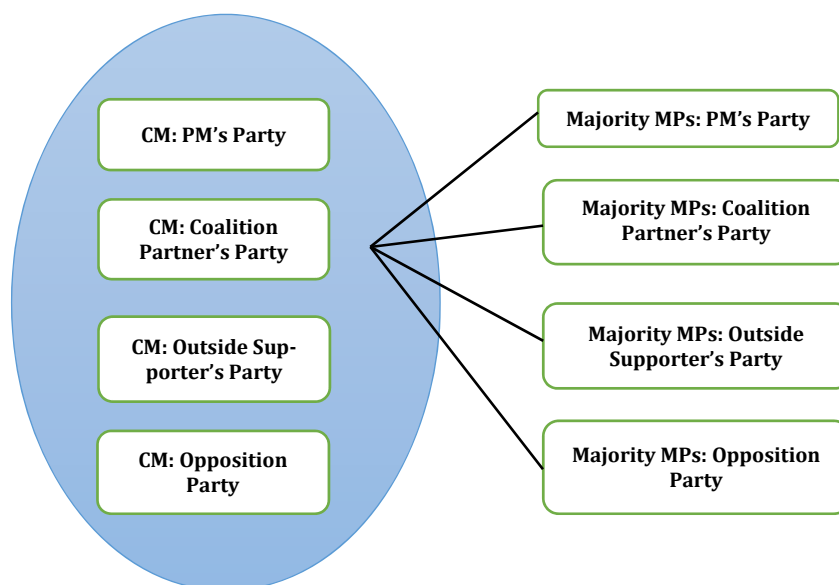 CM: PM’s Party
CM: Coalition
Partner’s Party
CM: Outside Sup-
porter’s Party
CM: Opposition
Party
Majority MPs: PM’s Party
Majority MPs: Coalition
Partner’s Party
Majority MPs: Outside
Supporter’s Party
Majority MPs: Opposition
Party